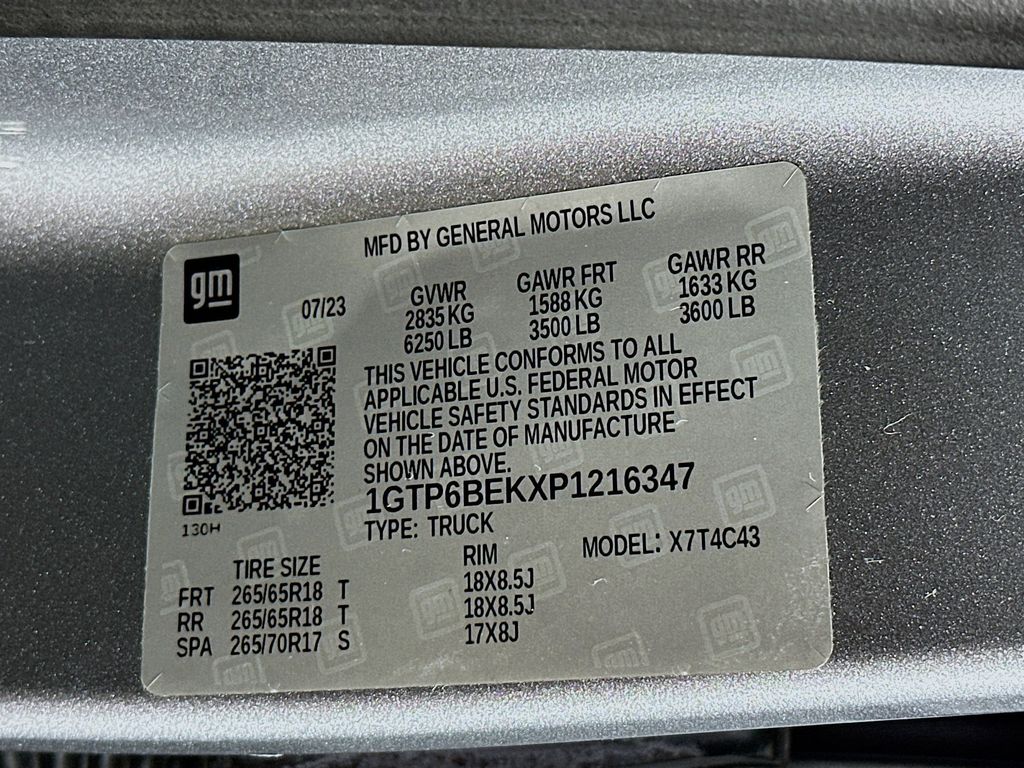 MFD BY GENERAL MOTORS LLC
gm
07/23
GVWR GAWR FRT GAWR RR
2835 KG 1588 KG 1633 KG
6250 LB 3500 LB 3600 LB
THIS VEHICLE CONFORMS TO ALL
APPLICABLE U.S. FEDERAL MOTOR
VEHICLE SAFETY STANDARDS IN EFFECT
ON THE DATE OF MANUFACTURE
SHOWN ABOVE.
1GTP6BEKXP1216347
130H
TYPE: TRUCK
MODEL: X7T4C43
TIRE SIZE RIM
FRT 265/65R18 T 18X8.5J
RR 265/65R18 T 18X8.5J
SPA 265/70R17 S 17X8J